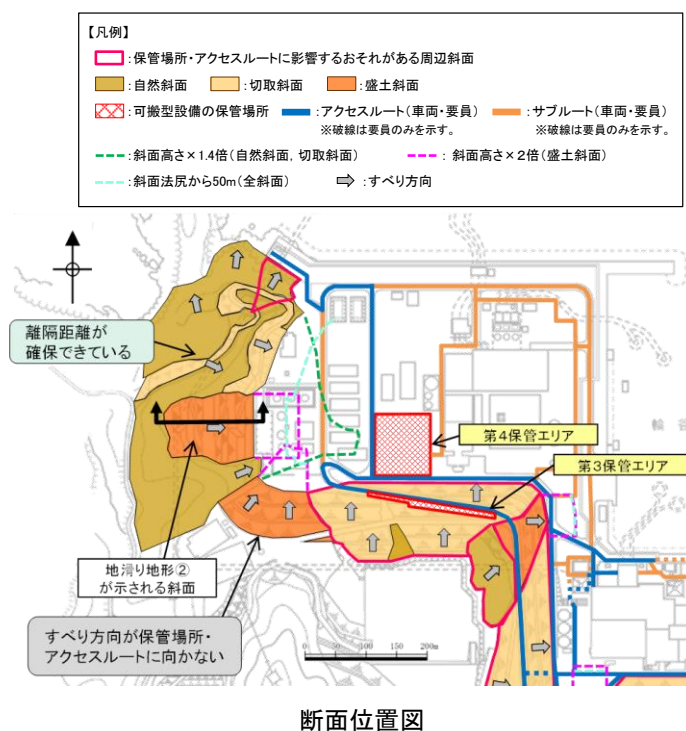 【凡例】
:保管場所・アクセスルートに影響するおそれがある周辺斜面
:自然斜面 :切取斜面 :盛土斜面
:可搬型設備の保管場所 :アクセスルート(車両・要員) :サブルート(車両・要員)
※破線は要員のみを示す。 ※破線は要員のみを示す。
:斜面高さ×1.4倍(自然斜面,切取斜面) :斜面高さ×2倍(盛土斜面)
:斜面法尻から50m(全斜面) :すべり方向
離隔距離が
確保できている
輪
谷
第4保管エリア
第3保管エリア
地滑り地形②
が示される斜面
すべり方向が保管場所・
アクセスルートに向かない
0 50 100 150 200m
断面位置図